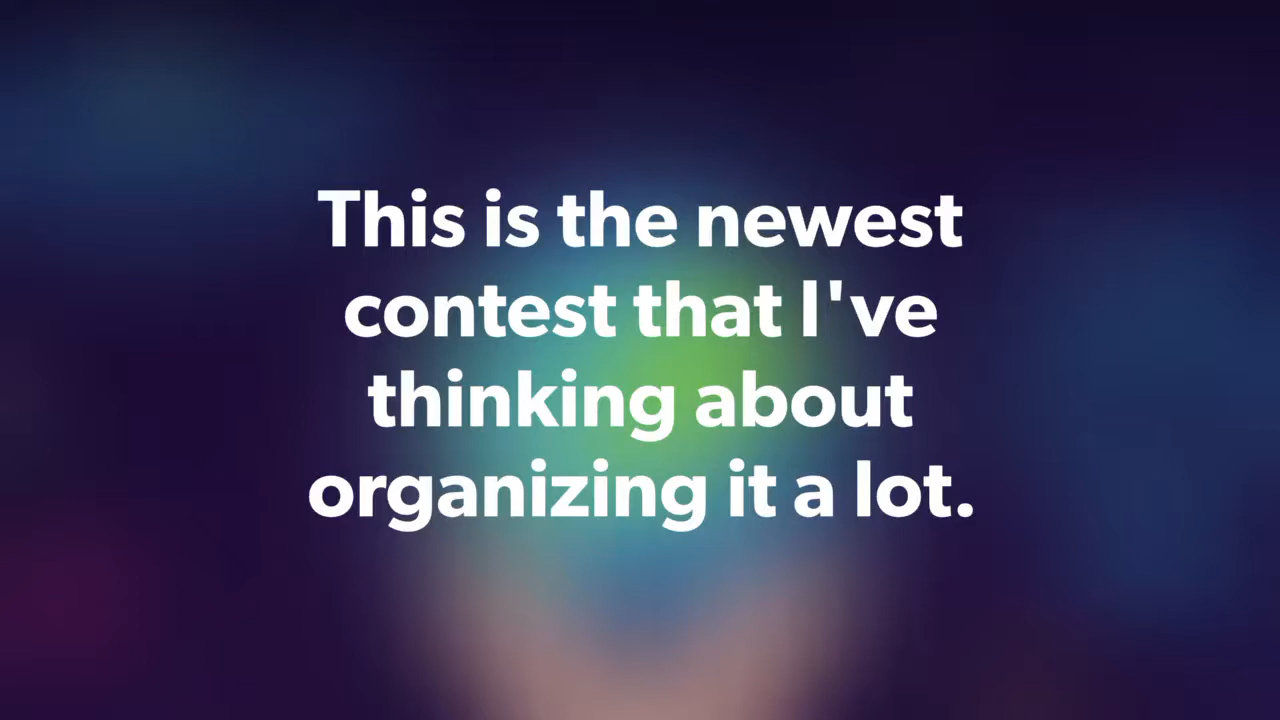 This is the newest
contest that I've
thinking about
organizing it a lot.